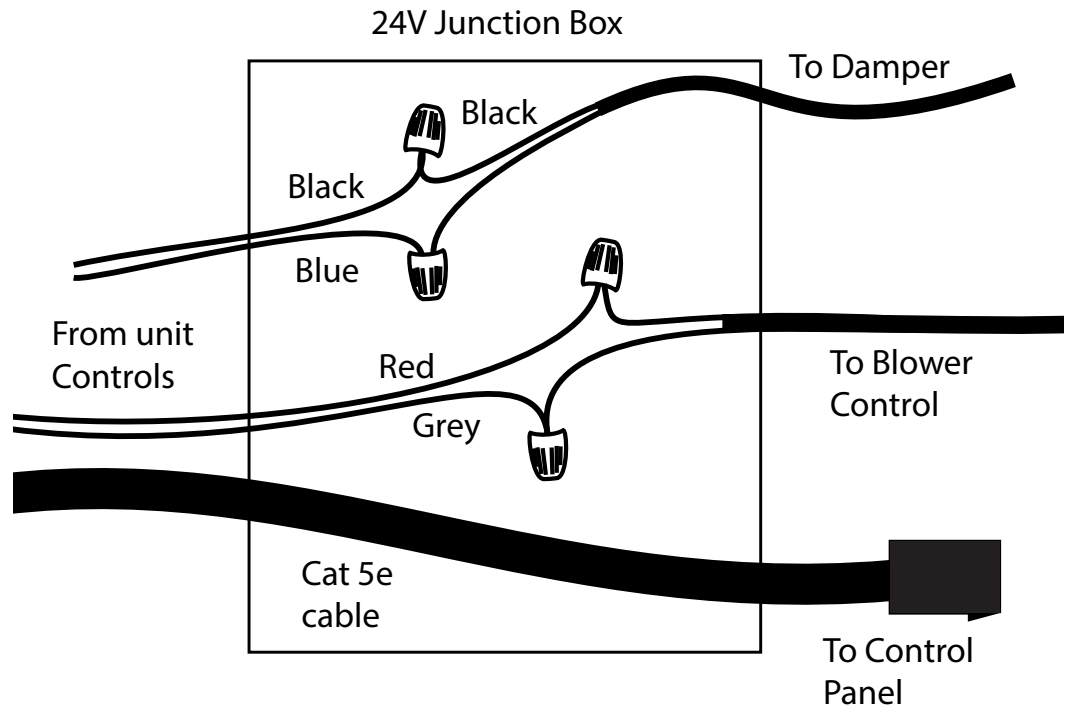 24V Junction Box
To Damper
Black
Black
Blue
From unit
Controls
Red
Grey
To Blower
Control
Cat 5e
cable
To Control
Panel